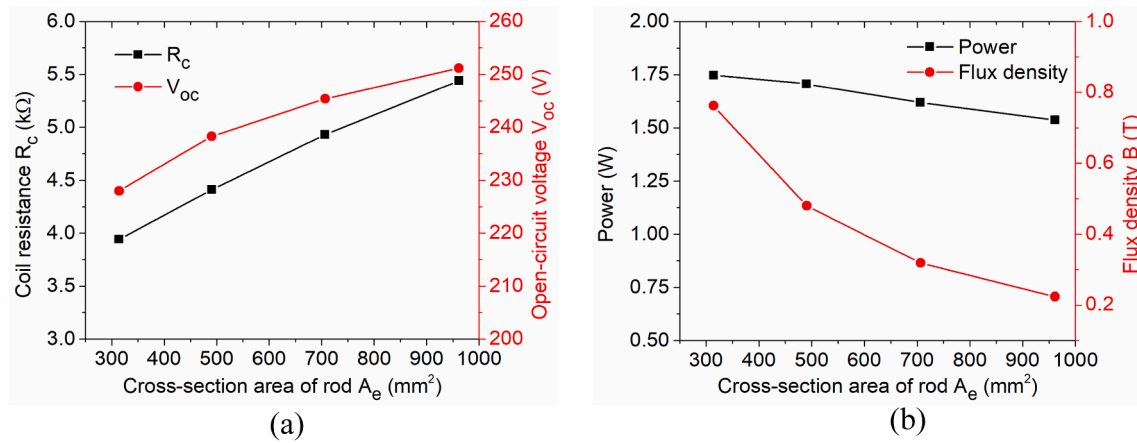 6.0
5.5
5.0
4.5
4.0
3.5
3.0
Coil resistance R_c (kΩ)
R_c
V_oc
260
250
240
230
220
210
200
Open-circuit voltage V_oc (V)
300 400 500 600 700 800 900 1000
Cross-section area of rod A_e (mm²)
(a)
2.00
1.75
1.50
1.25
1.00
0.75
0.50
Power (W)
Power
Flux density
1.0
0.8
0.6
0.4
0.2
Flux density B (T)
300 400 500 600 700 800 900 1000
Cross-section area of rod A_e (mm²)
(b)